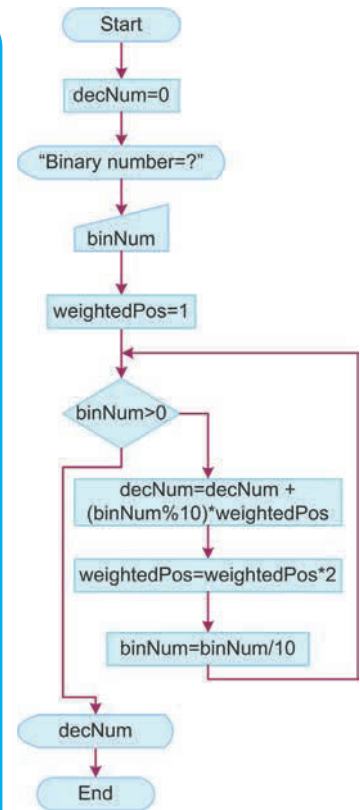 Start
decNum=0
“Binary number=?”
binNum
weightedPos=1
binNum>0
decNum=decNum +
(binNum%10)*weightedPos
weightedPos=weightedPos*2
binNum=binNum/10
decNum
End